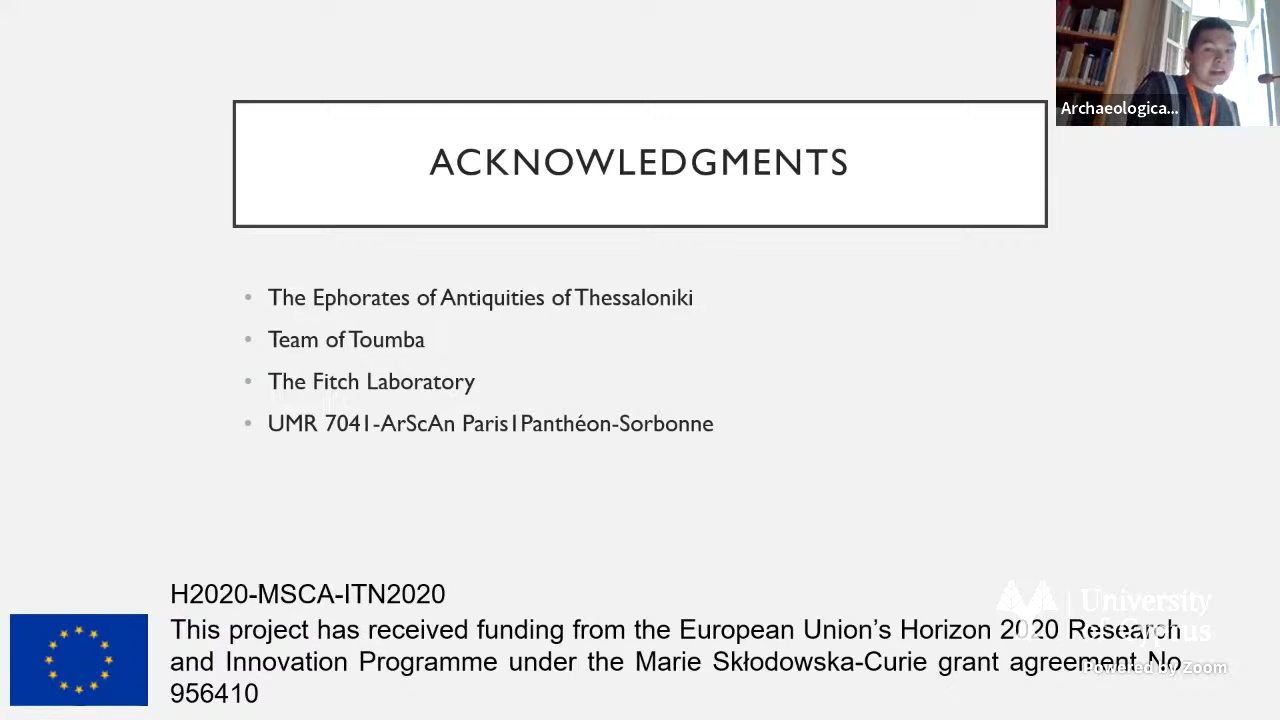 Archaeologica...
ACKNOWLEDGMENTS
• The Ephorates of Antiquities of Thessaloniki
• Team of Toumba
• The Fitch Laboratory
• UMR 7041-ArScAn Paris1Panthéon-Sorbonne
H2020-MSCA-ITN2020
This project has received funding from the European Union’s Horizon 2020 Research
and Innovation Programme under the Marie Skłodowska-Curie grant agreement No
956410
University
of Cyprus
Powered by Zoom